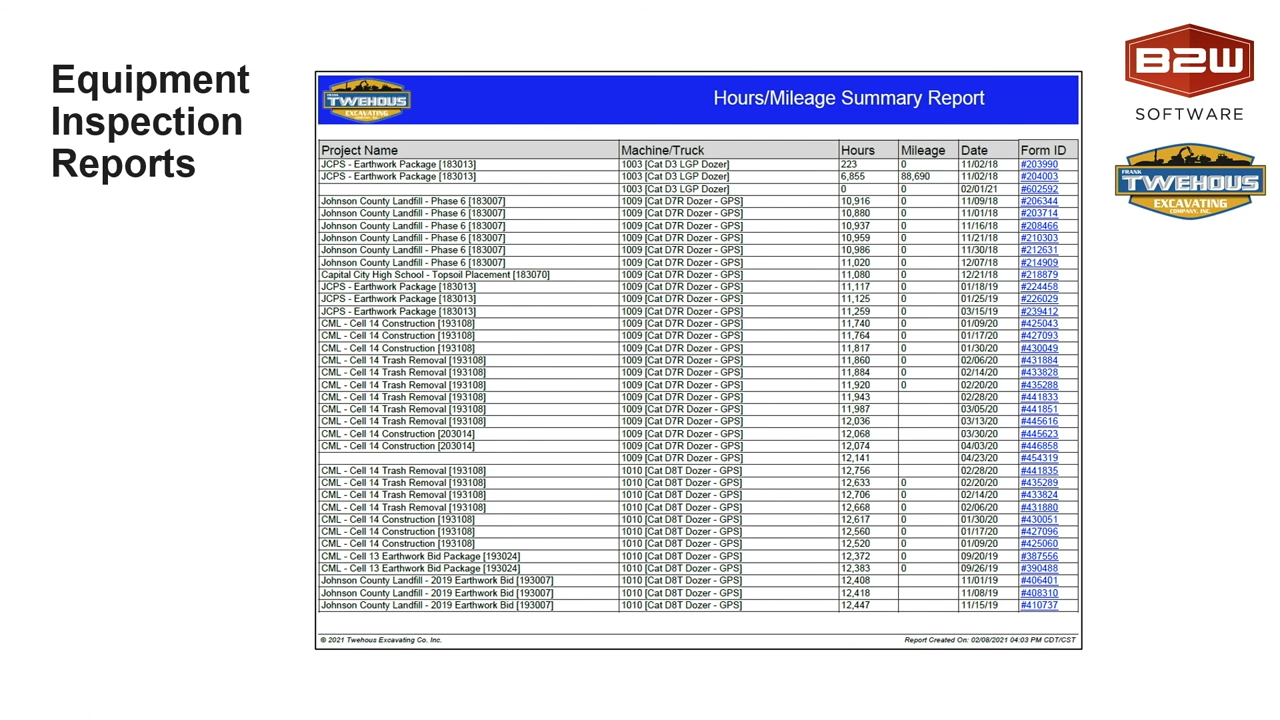 Equipment
Inspection
Reports
B2W
SOFTWARE
FRANK
TWEHOUS
EXCAVATING
COMPANY, INC.
FRANK
TWEHOUS
EXCAVATING
COMPANY, INC.
Hours/Mileage Summary Report
Project Name Machine/Truck Hours Mileage Date Form ID
JCPS - Earthwork Package [183013] 1003 [Cat D3 LGP Dozer] 223 0 11/02/18 #203990
JCPS - Earthwork Package [183013] 1003 [Cat D3 LGP Dozer] 6,855 88,690 11/02/18 #204003
1003 [Cat D3 LGP Dozer] 0 0 02/01/21 #602592
Johnson County Landfill - Phase 6 [183007] 1009 [Cat D7R Dozer - GPS] 10,916 0 11/09/18 #206344
Johnson County Landfill - Phase 6 [183007] 1009 [Cat D7R Dozer - GPS] 10,880 0 11/01/18 #203714
Johnson County Landfill - Phase 6 [183007] 1009 [Cat D7R Dozer - GPS] 10,937 0 11/16/18 #208466
Johnson County Landfill - Phase 6 [183007] 1009 [Cat D7R Dozer - GPS] 10,959 0 11/21/18 #210303
Johnson County Landfill - Phase 6 [183007] 1009 [Cat D7R Dozer - GPS] 10,986 0 11/30/18 #212631
Johnson County Landfill - Phase 6 [183007] 1009 [Cat D7R Dozer - GPS] 11,020 0 12/07/18 #214909
Capital City High School - Topsoil Placement [183070] 1009 [Cat D7R Dozer - GPS] 11,080 0 12/21/18 #218879
JCPS - Earthwork Package [183013] 1009 [Cat D7R Dozer - GPS] 11,117 0 01/18/19 #224458
JCPS - Earthwork Package [183013] 1009 [Cat D7R Dozer - GPS] 11,125 0 01/25/19 #226029
JCPS - Earthwork Package [183013] 1009 [Cat D7R Dozer - GPS] 11,259 0 03/15/19 #239412
CML - Cell 14 Construction [193108] 1009 [Cat D7R Dozer - GPS] 11,740 0 01/09/20 #425043
CML - Cell 14 Construction [193108] 1009 [Cat D7R Dozer - GPS] 11,764 0 01/17/20 #427093
CML - Cell 14 Construction [193108] 1009 [Cat D7R Dozer - GPS] 11,817 0 01/30/20 #430049
CML - Cell 14 Trash Removal [193108] 1009 [Cat D7R Dozer - GPS] 11,860 0 02/06/20 #431884
CML - Cell 14 Trash Removal [193108] 1009 [Cat D7R Dozer - GPS] 11,884 0 02/14/20 #433828
CML - Cell 14 Trash Removal [193108] 1009 [Cat D7R Dozer - GPS] 11,920 0 02/20/20 #435288
CML - Cell 14 Trash Removal [193108] 1009 [Cat D7R Dozer - GPS] 11,943 02/28/20 #441833
CML - Cell 14 Trash Removal [193108] 1009 [Cat D7R Dozer - GPS] 11,987 03/05/20 #441851
CML - Cell 14 Trash Removal [193108] 1009 [Cat D7R Dozer - GPS] 12,036 03/13/20 #445616
CML - Cell 14 Construction [203014] 1009 [Cat D7R Dozer - GPS] 12,068 03/30/20 #445623
CML - Cell 14 Construction [203014] 1009 [Cat D7R Dozer - GPS] 12,074 04/03/20 #446858
1009 [Cat D7R Dozer - GPS] 12,141 04/23/20 #454319
CML - Cell 14 Trash Removal [193108] 1010 [Cat D8T Dozer - GPS] 12,756 02/28/20 #441835
CML - Cell 14 Trash Removal [193108] 1010 [Cat D8T Dozer - GPS] 12,633 0 02/20/20 #435289
CML - Cell 14 Trash Removal [193108] 1010 [Cat D8T Dozer - GPS] 12,706 0 02/14/20 #433824
CML - Cell 14 Trash Removal [193108] 1010 [Cat D8T Dozer - GPS] 12,668 0 02/06/20 #431880
CML - Cell 14 Construction [193108] 1010 [Cat D8T Dozer - GPS] 12,617 0 01/30/20 #430051
CML - Cell 14 Construction [193108] 1010 [Cat D8T Dozer - GPS] 12,560 0 01/17/20 #427096
CML - Cell 14 Construction [193108] 1010 [Cat D8T Dozer - GPS] 12,520 0 01/09/20 #425060
CML - Cell 13 Earthwork Bid Package [193024] 1010 [Cat D8T Dozer - GPS] 12,372 0 09/20/19 #387556
CML - Cell 13 Earthwork Bid Package [193024] 1010 [Cat D8T Dozer - GPS] 12,383 0 09/26/19 #390488
Johnson County Landfill - 2019 Earthwork Bid [193007] 1010 [Cat D8T Dozer - GPS] 12,408 11/01/19 #406401
Johnson County Landfill - 2019 Earthwork Bid [193007] 1010 [Cat D8T Dozer - GPS] 12,418 11/08/19 #408310
Johnson County Landfill - 2019 Earthwork Bid [193007] 1010 [Cat D8T Dozer - GPS] 12,447 11/15/19 #410737
© 2021 Twehous Excavating Co. Inc. Report Created On: 02/08/2021 04:03 PM CDT/CST